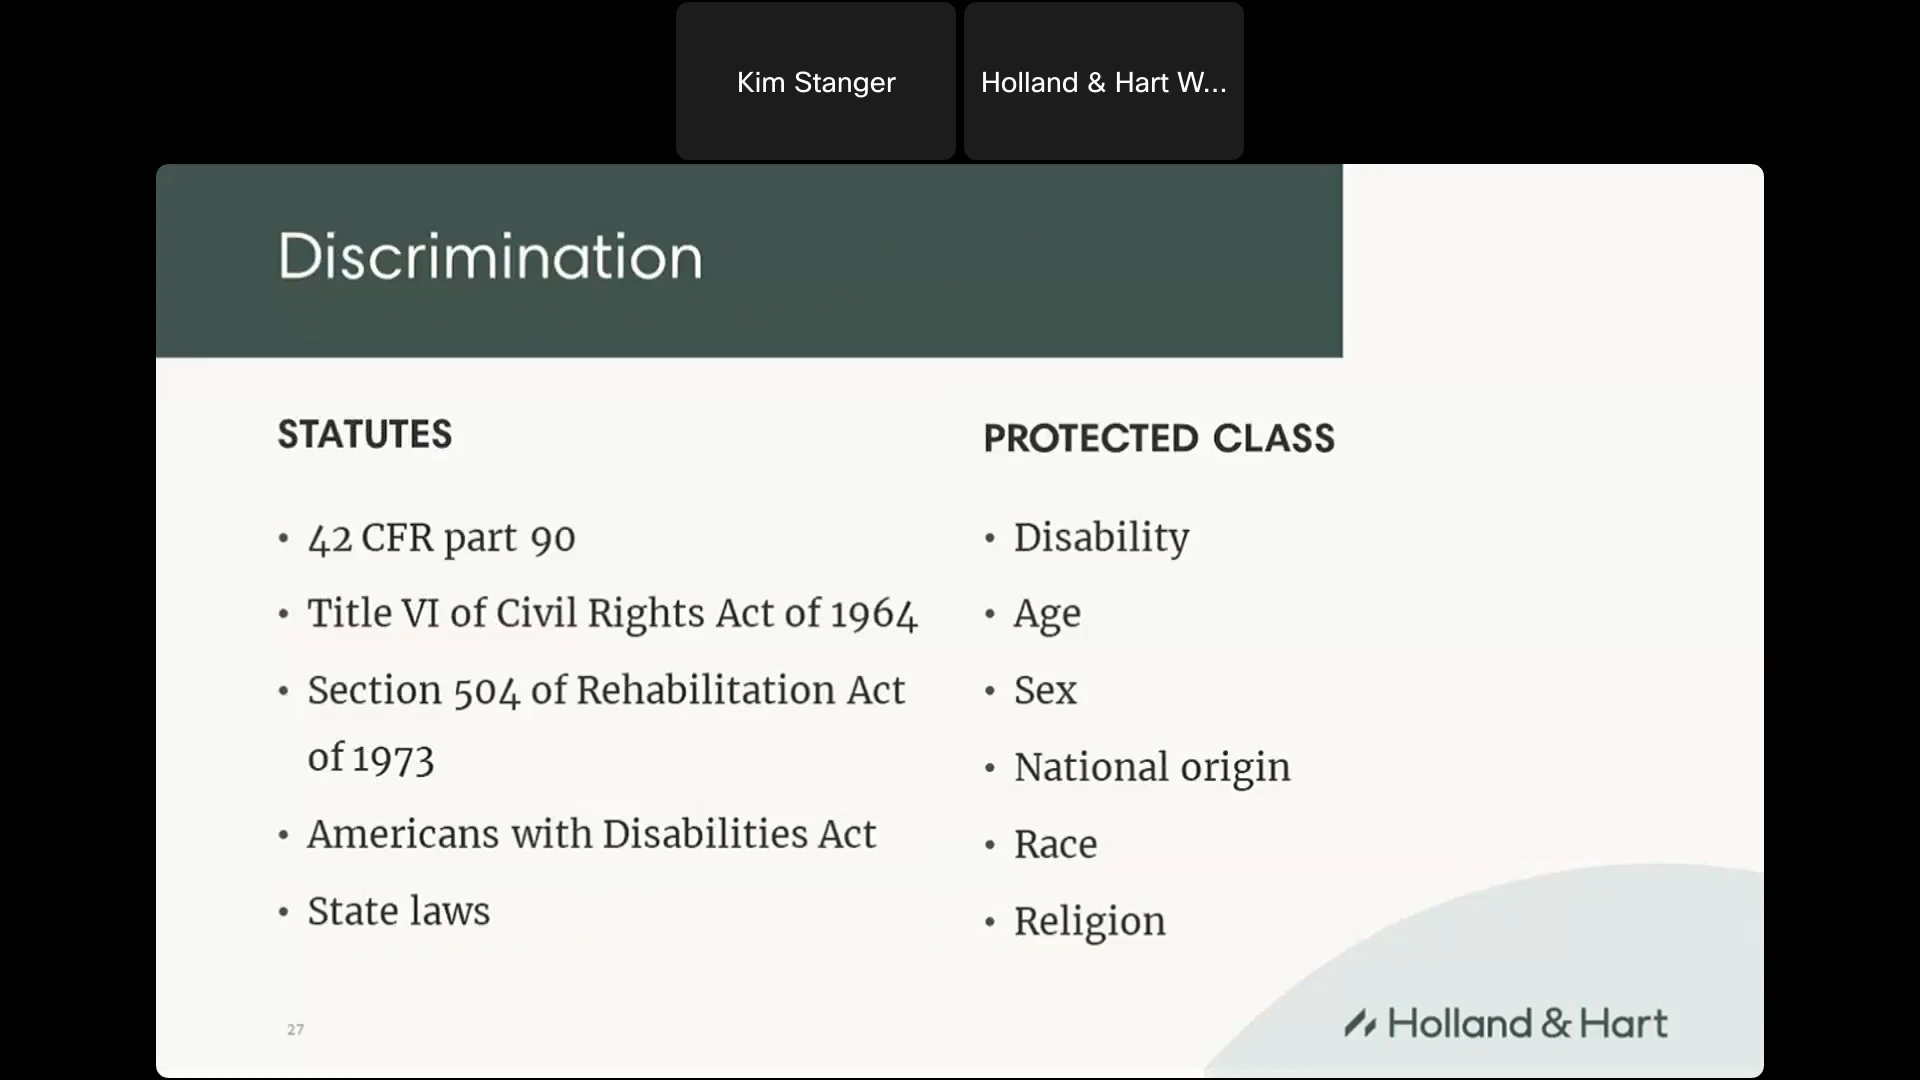 Kim Stanger
Holland & Hart W...
Discrimination
STATUTES
• 42 CFR part 90
• Title VI of Civil Rights Act of 1964
• Section 504 of Rehabilitation Act
of 1973
• Americans with Disabilities Act
• State laws
PROTECTED CLASS
• Disability
• Age
• Sex
• National origin
• Race
• Religion
27
Holland & Hart